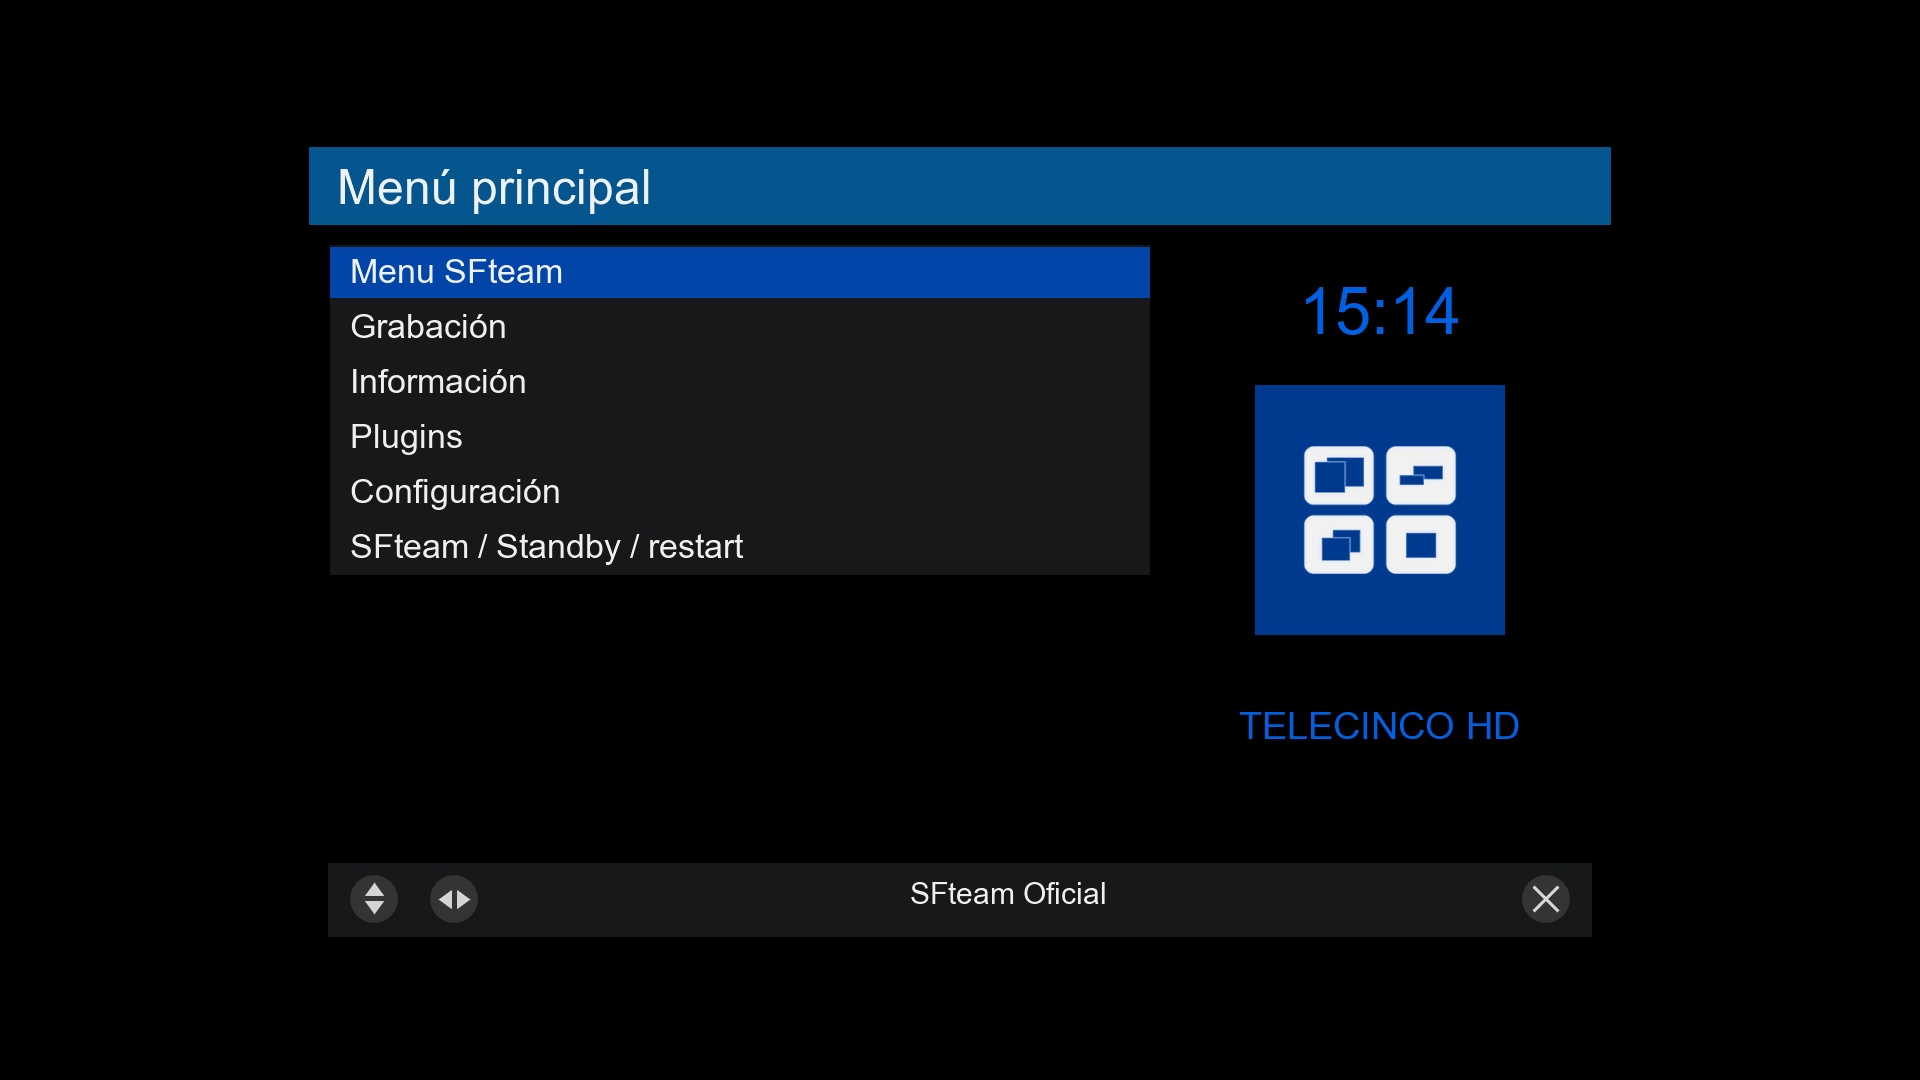 Menú principal
Menu SFteam
Grabación
Información
Plugins
Configuración
SFteam / Standby / restart
15:14
TELECINCO HD
SFteam Oficial